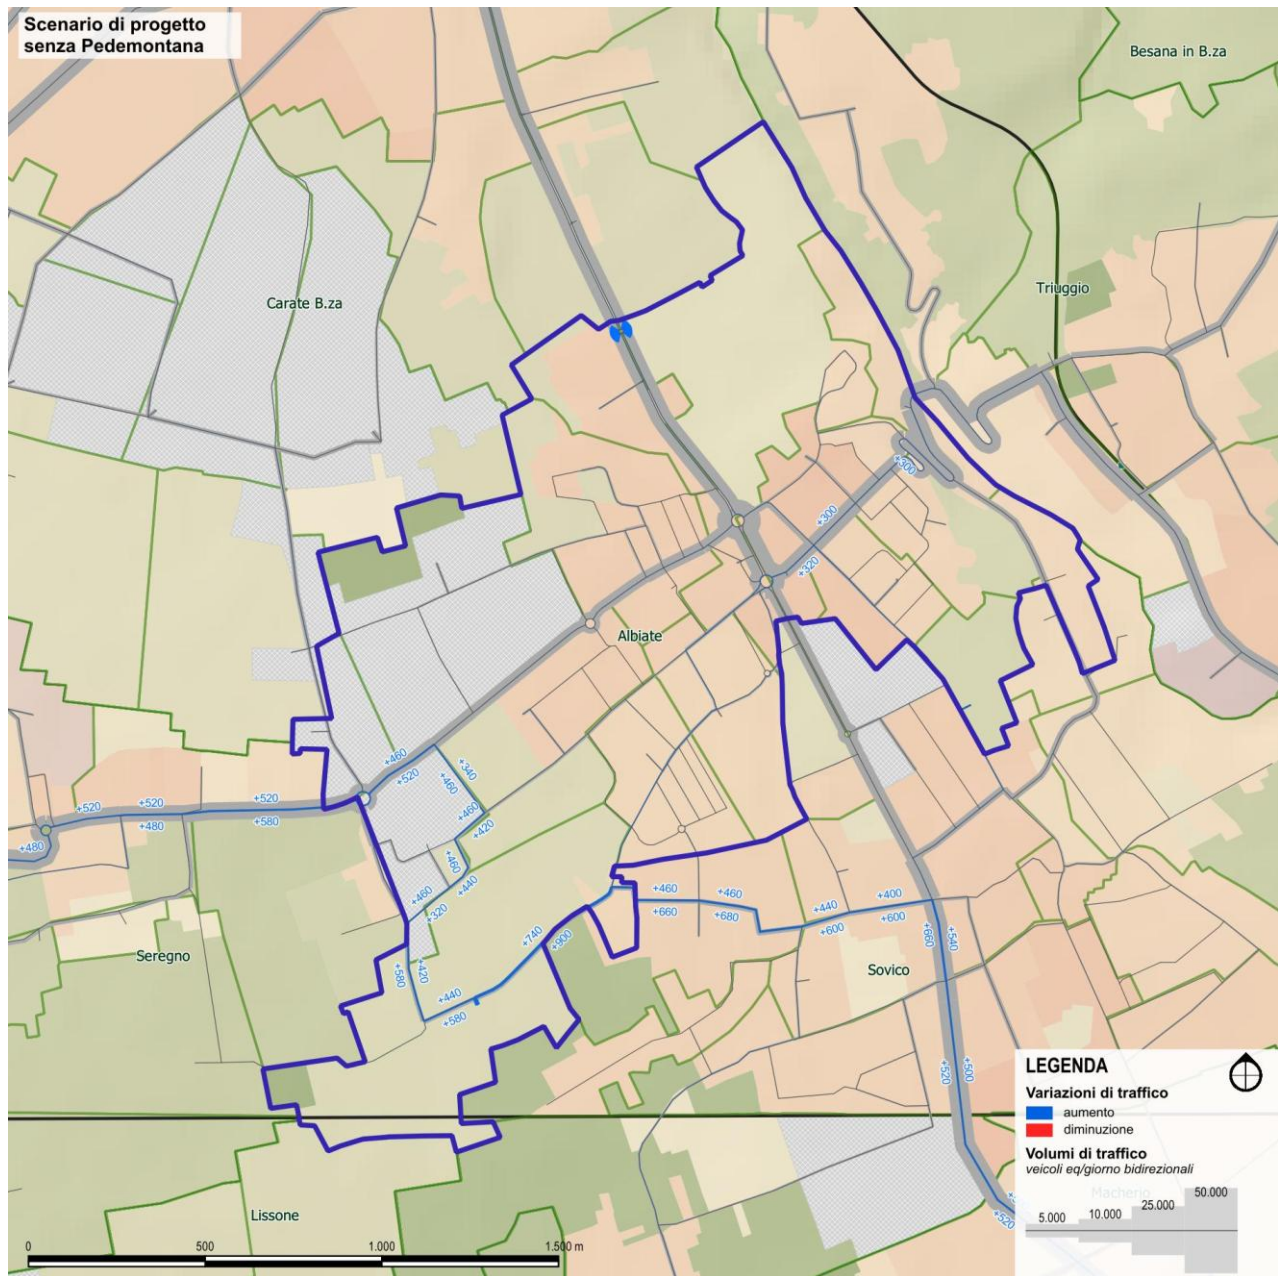 Scenario di progetto
senza Pedemontana
Besana in B.za
Triuggio
Carate B.za
+300
+300
+320
Albiate
+460
+520
+340
+460
+520
+520
+520
+480
+580
+480
+460
+420
+460
+440
+460
+320
+460
+460
+660
+680
+440
+600
+400
+600
+740
+900
+660
+540
Seregno
+580
+420
Sovico
+440
+580
+520
+500
LEGENDA
Variazioni di traffico
aumento
diminuzione
Volumi di traffico
veicoli eq/giorno bidirezionali
Macherio
5.000
10.000
25.000
50.000
+520
Lissone
0
500
1.000
1.500 m